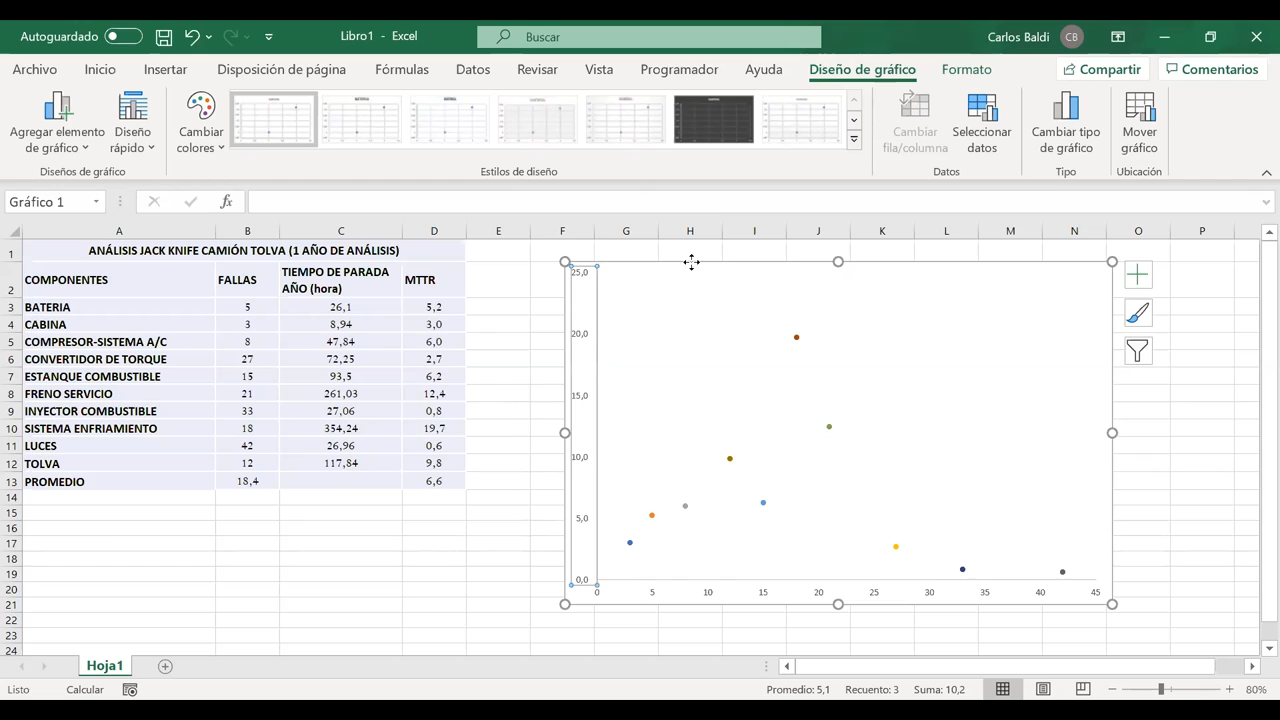 Autoguardado
Libro1 - Excel
Buscar
Carlos Baldi
CB
Archivo Inicio Insertar Disposición de página Fórmulas Datos Revisar Vista Programador Ayuda Diseño de gráfico Formato
Compartir
Comentarios
Agregar elemento de gráfico
Diseño rápido
Cambiar colores
Cambiar fila/columna
Seleccionar datos
Cambiar tipo de gráfico
Mover gráfico
Diseños de gráfico
Estilos de diseño
Datos
Tipo
Ubicación
Gráfico 1
fx
A B C D E F G H I J K L M N O P
1 ANÁLISIS JACK KNIFE CAMIÓN TOLVA (1 AÑO DE ANÁLISIS)
2 COMPONENTES FALLAS TIEMPO DE PARADA AÑO (hora) MTTR
3 BATERIA 5 26,1 5,2
4 CABINA 3 8,94 3,0
5 COMPRESOR-SISTEMA A/C 8 47,84 6,0
6 CONVERTIDOR DE TORQUE 27 72,25 2,7
7 ESTANQUE COMBUSTIBLE 15 93,5 6,2
8 FRENO SERVICIO 21 261,03 12,4
9 INYECTOR COMBUSTIBLE 33 27,06 0,8
10 SISTEMA ENFRIAMIENTO 18 354,24 19,7
11 LUCES 42 26,96 0,6
12 TOLVA 12 117,84 9,8
13 PROMEDIO 18,4 6,6
14
15
16
17
18
19
20
21
22
23
24
25,0
20,0
15,0
10,0
5,0
0,0
0 5 10 15 20 25 30 35 40 45
Hoja1
Listo
Calcular
Promedio: 5,1 Recuento: 3 Suma: 10,2
80%